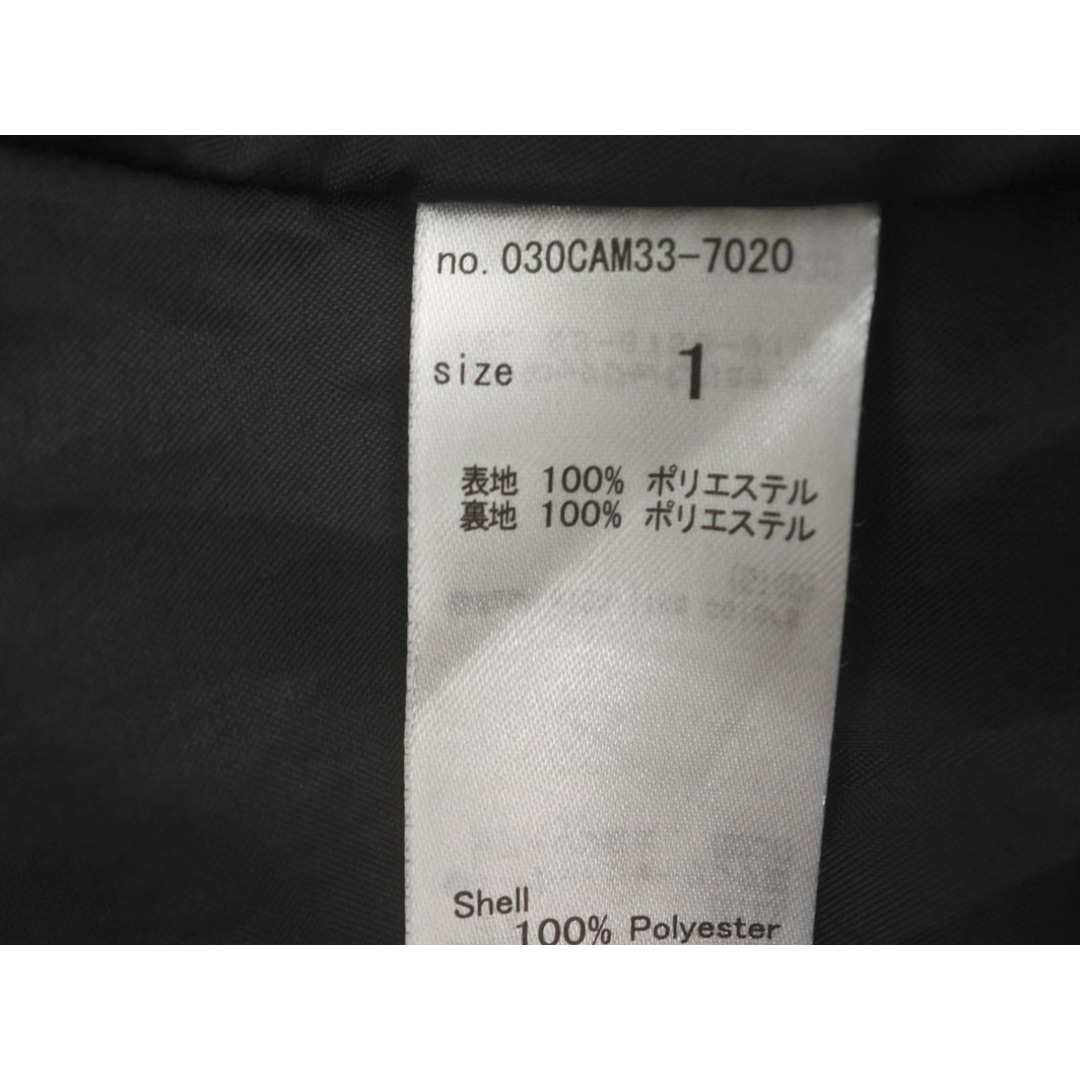 no. 030CAM33-7020
size 1
表地 100% ポリエステル
裏地 100% ポリエステル
Shell
100% Polyester